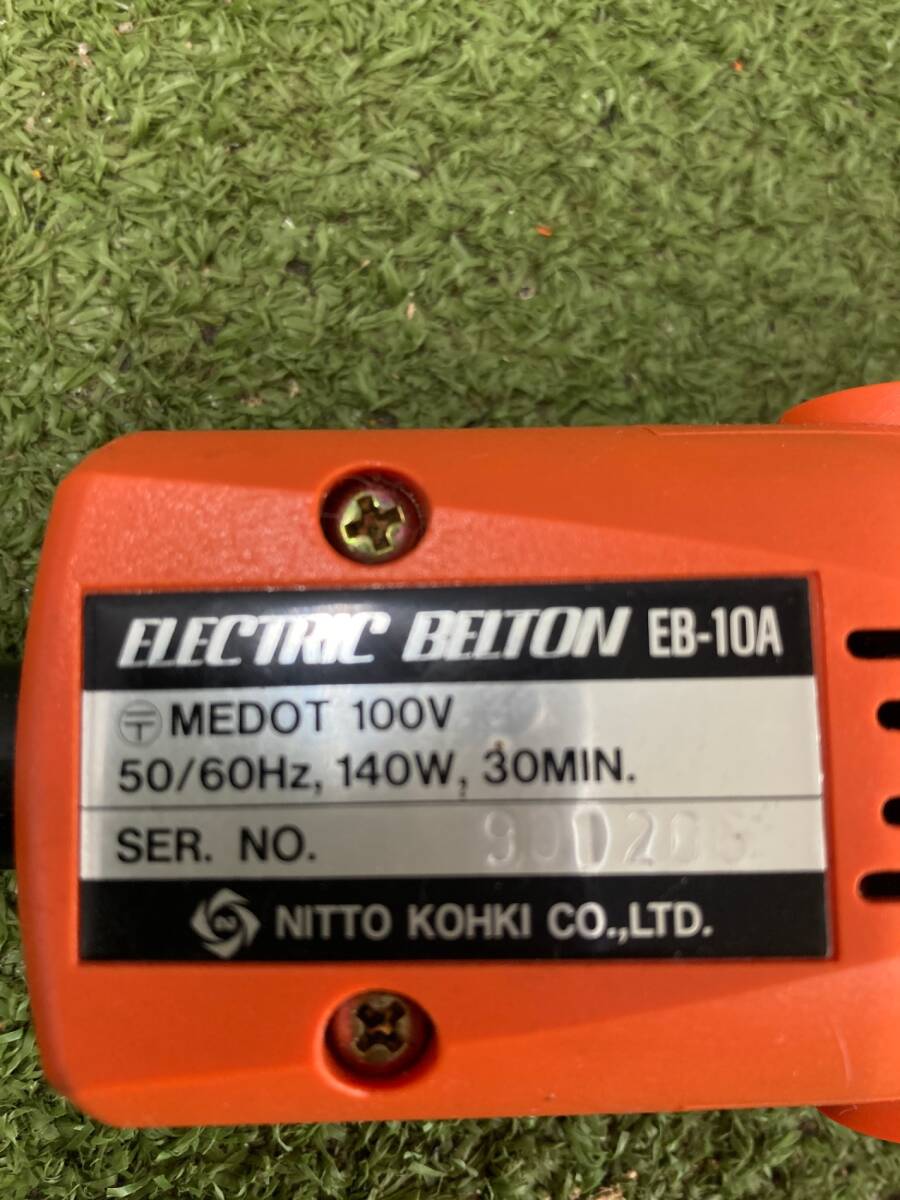 ELECTRIC BELTON EB-10A
〒 MEDOT 100V
50/60Hz, 140W, 30MIN.
SER. NO.
NITTO KOHKI CO.,LTD.